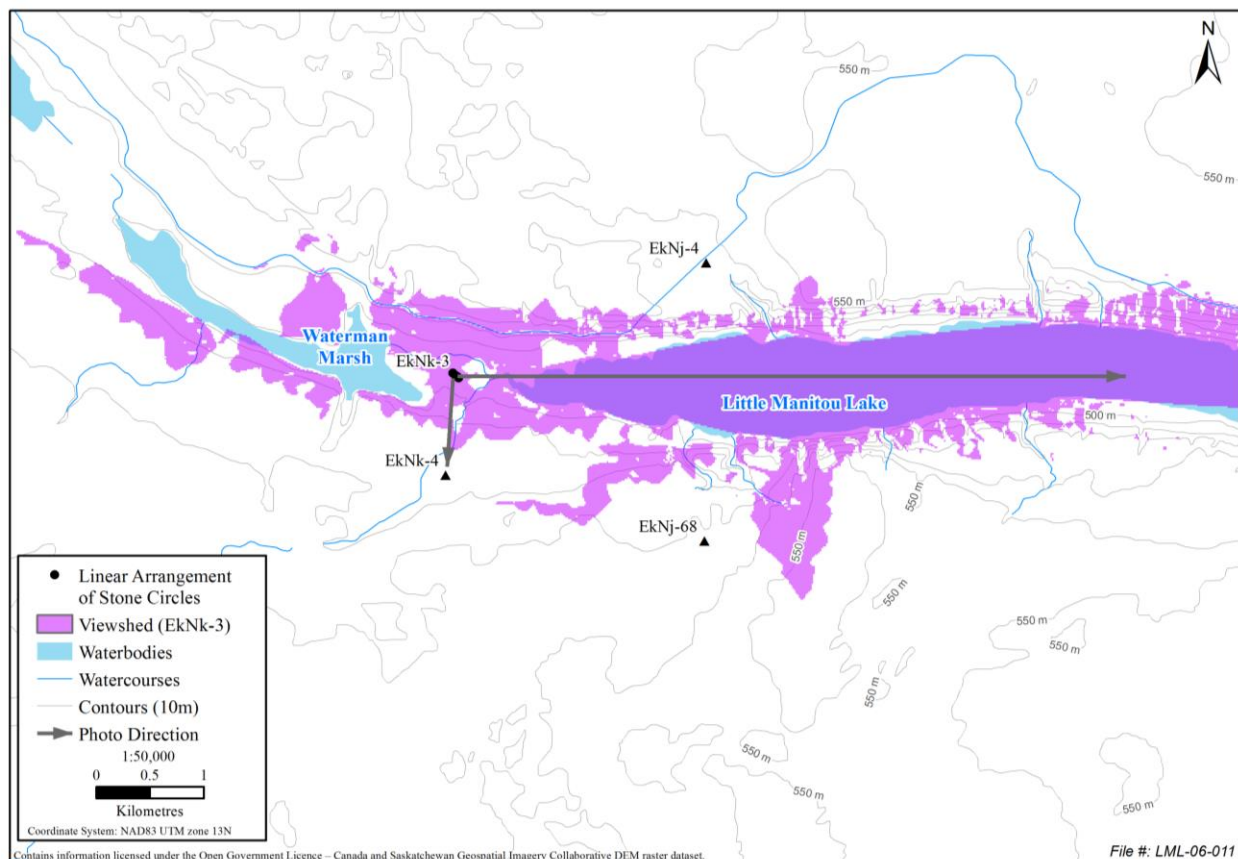 N
550 m
550 m
EkNj-4
550 m
Waterman
Marsh
EkNk-3
Little Manitou Lake
500 m
EkNk-4
550 m
EkNj-68
550 m
550 m
550 m
550 m
550 m
550 m
550 m
550 m
Linear Arrangement
of Stone Circles
Viewshed (EkNk-3)
Waterbodies
Watercourses
Contours (10m)
Photo Direction
1:50,000
0 0.5 1
Kilometres
Coordinate System: NAD83 UTM zone 13N
Contains information licensed under the Open Government Licence – Canada and Saskatchewan Geospatial Imagery Collaborative DEM raster dataset.
File #: LML-06-011